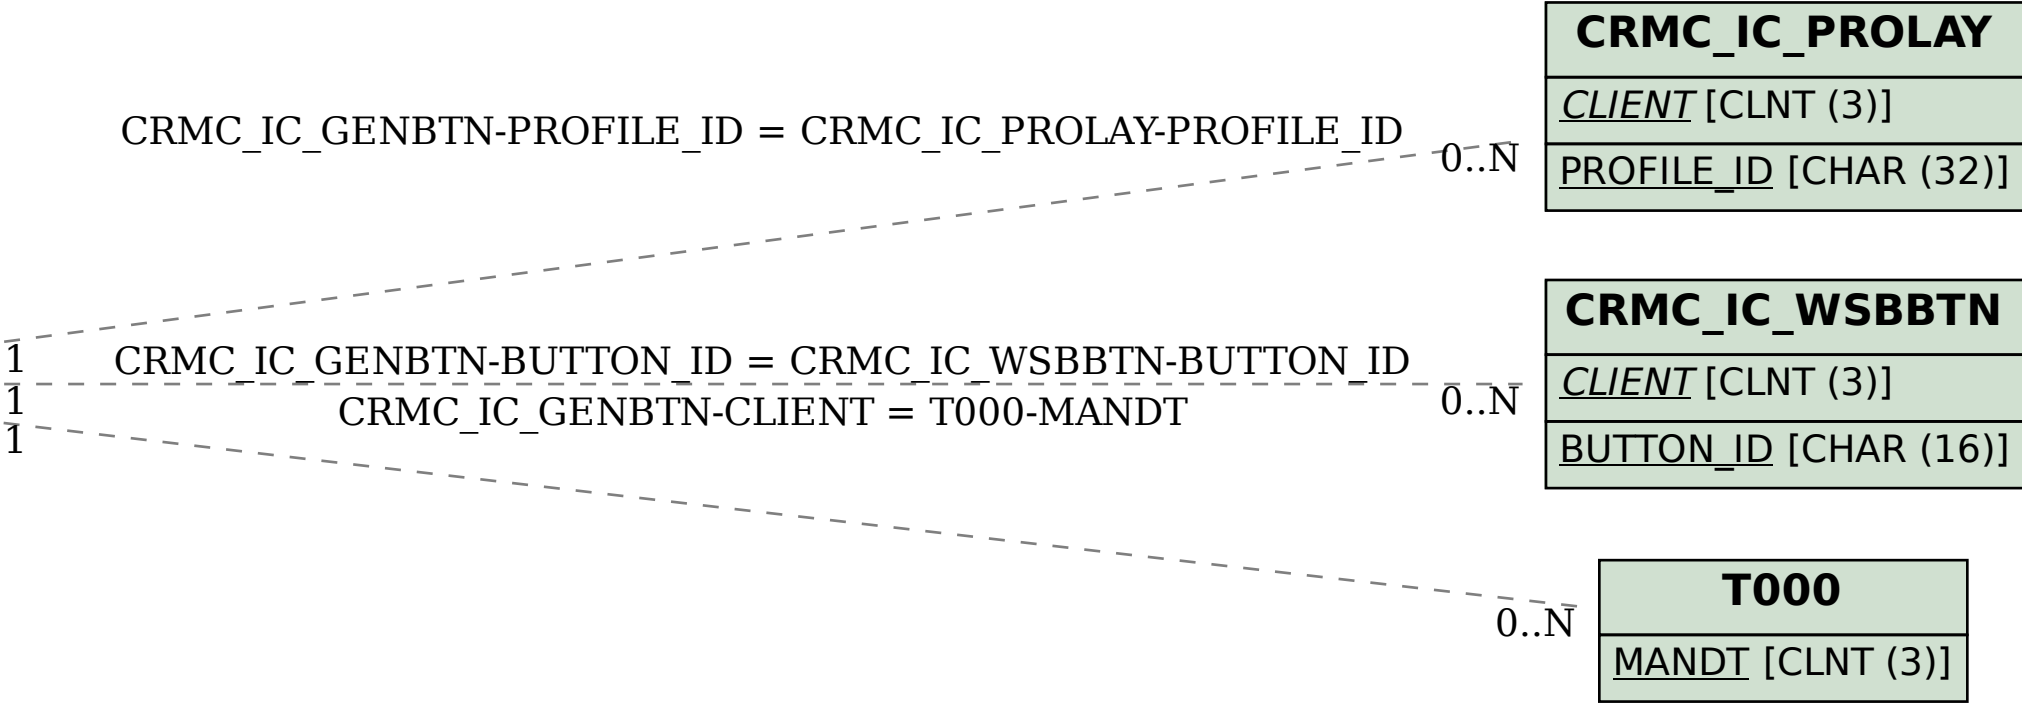 CRMC_IC_PROLAY
CLIENT [CLNT (3)]
CRMC_IC_GENBTN-PROFILE_ID = CRMC_IC_PROLAY-PROFILE_ID
0..N
PROFILE_ID [CHAR (32)]
CRMC_IC_WSBBTN
1
CRMC_IC_GENBTN-BUTTON_ID = CRMC_IC_WSBBTN-BUTTON_ID
CLIENT [CLNT (3)]
1
CRMC_IC_GENBTN-CLIENT = T000-MANDT
0..N
1
BUTTON_ID [CHAR (16)]
T000
0..N
MANDT [CLNT (3)]